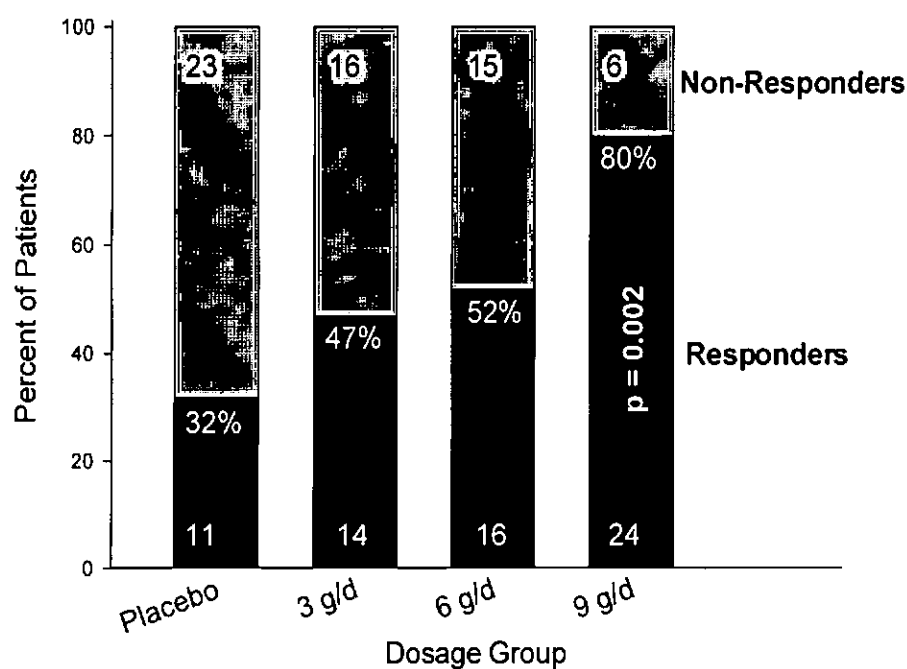 100
80
60
40
20
0
Percent of Patients
23
16
15
6
Non-Responders
80%
52%
47%
32%
p = 0.002
Responders
11
14
16
24
Placebo
3 g/d
6 g/d
9 g/d
Dosage Group